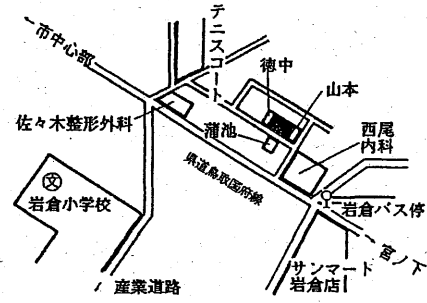 ←市中心部
テニスコート
徳中
山本
佐々木整形外科
蒲池
西尾
内科
県道鳥取国府線
文
岩倉小学校
岩倉バス停
→宮ノ下
サンマート
岩倉店
産業道路